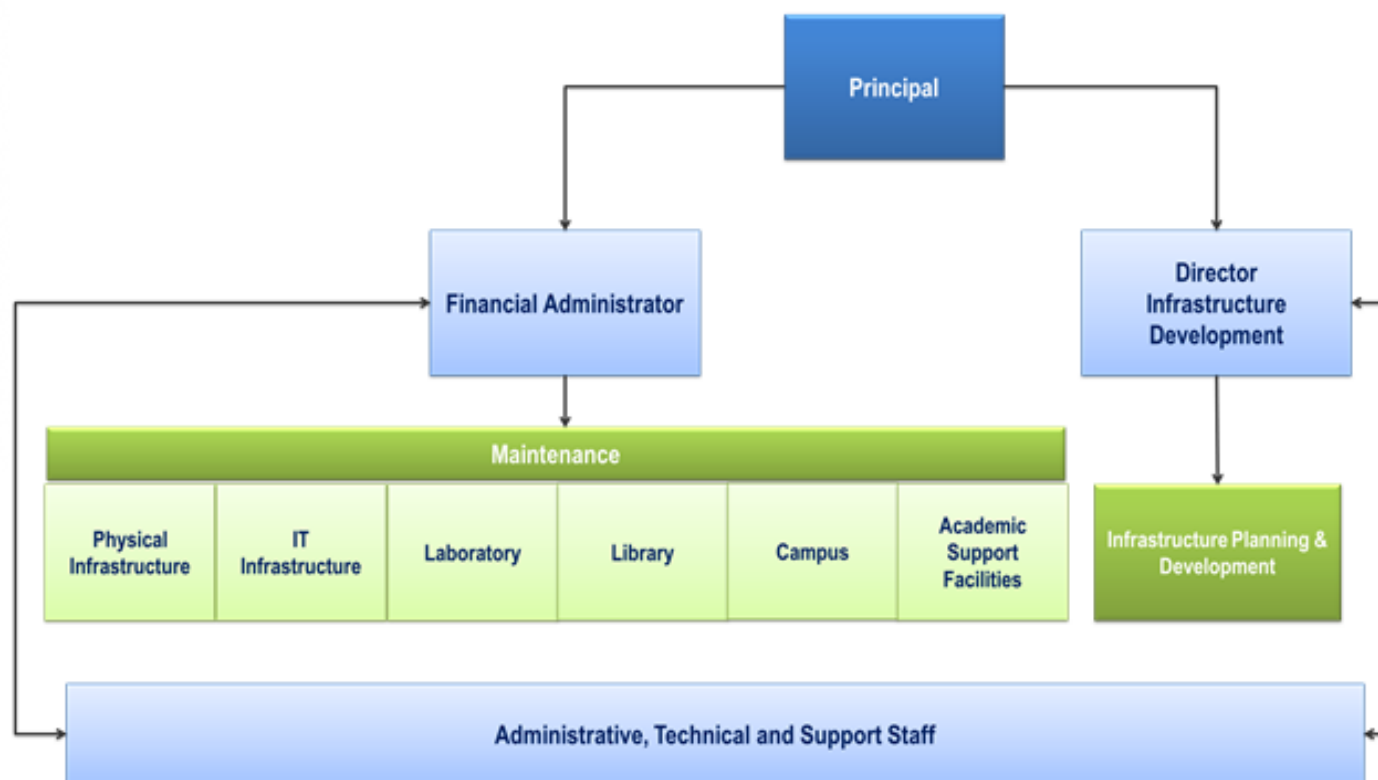 Principal
Financial Administrator
Director
Infrastructure
Development
Maintenance
Physical
Infrastructure
IT
Infrastructure
Laboratory
Library
Campus
Academic
Support
Facilities
Infrastructure Planning &
Development
Administrative, Technical and Support Staff